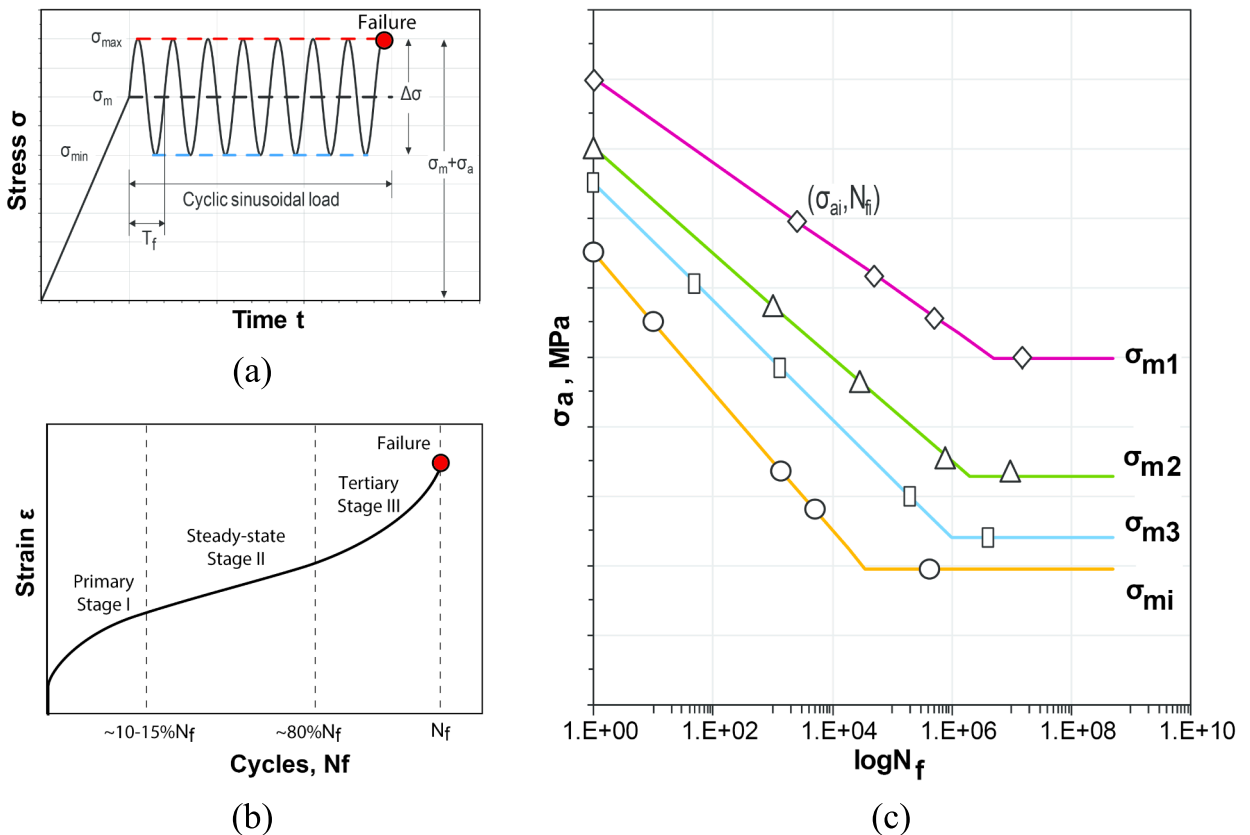 Failure
σmax
σm
Δσ
σmin
σm+σa
Cyclic sinusoidal load
Tf
Stress σ
Time t
(a)
Failure
Tertiary
Stage III
Steady-state
Stage II
Primary
Stage I
Strain ε
~10-15%Nf
~80%Nf
Nf
Cycles, Nf
(b)
(σai,Nfi)
σa , MPa
σm1
σm2
σm3
σmi
1.E+00
1.E+02
1.E+04
1.E+06
1.E+08
1.E+10
logNf
(c)